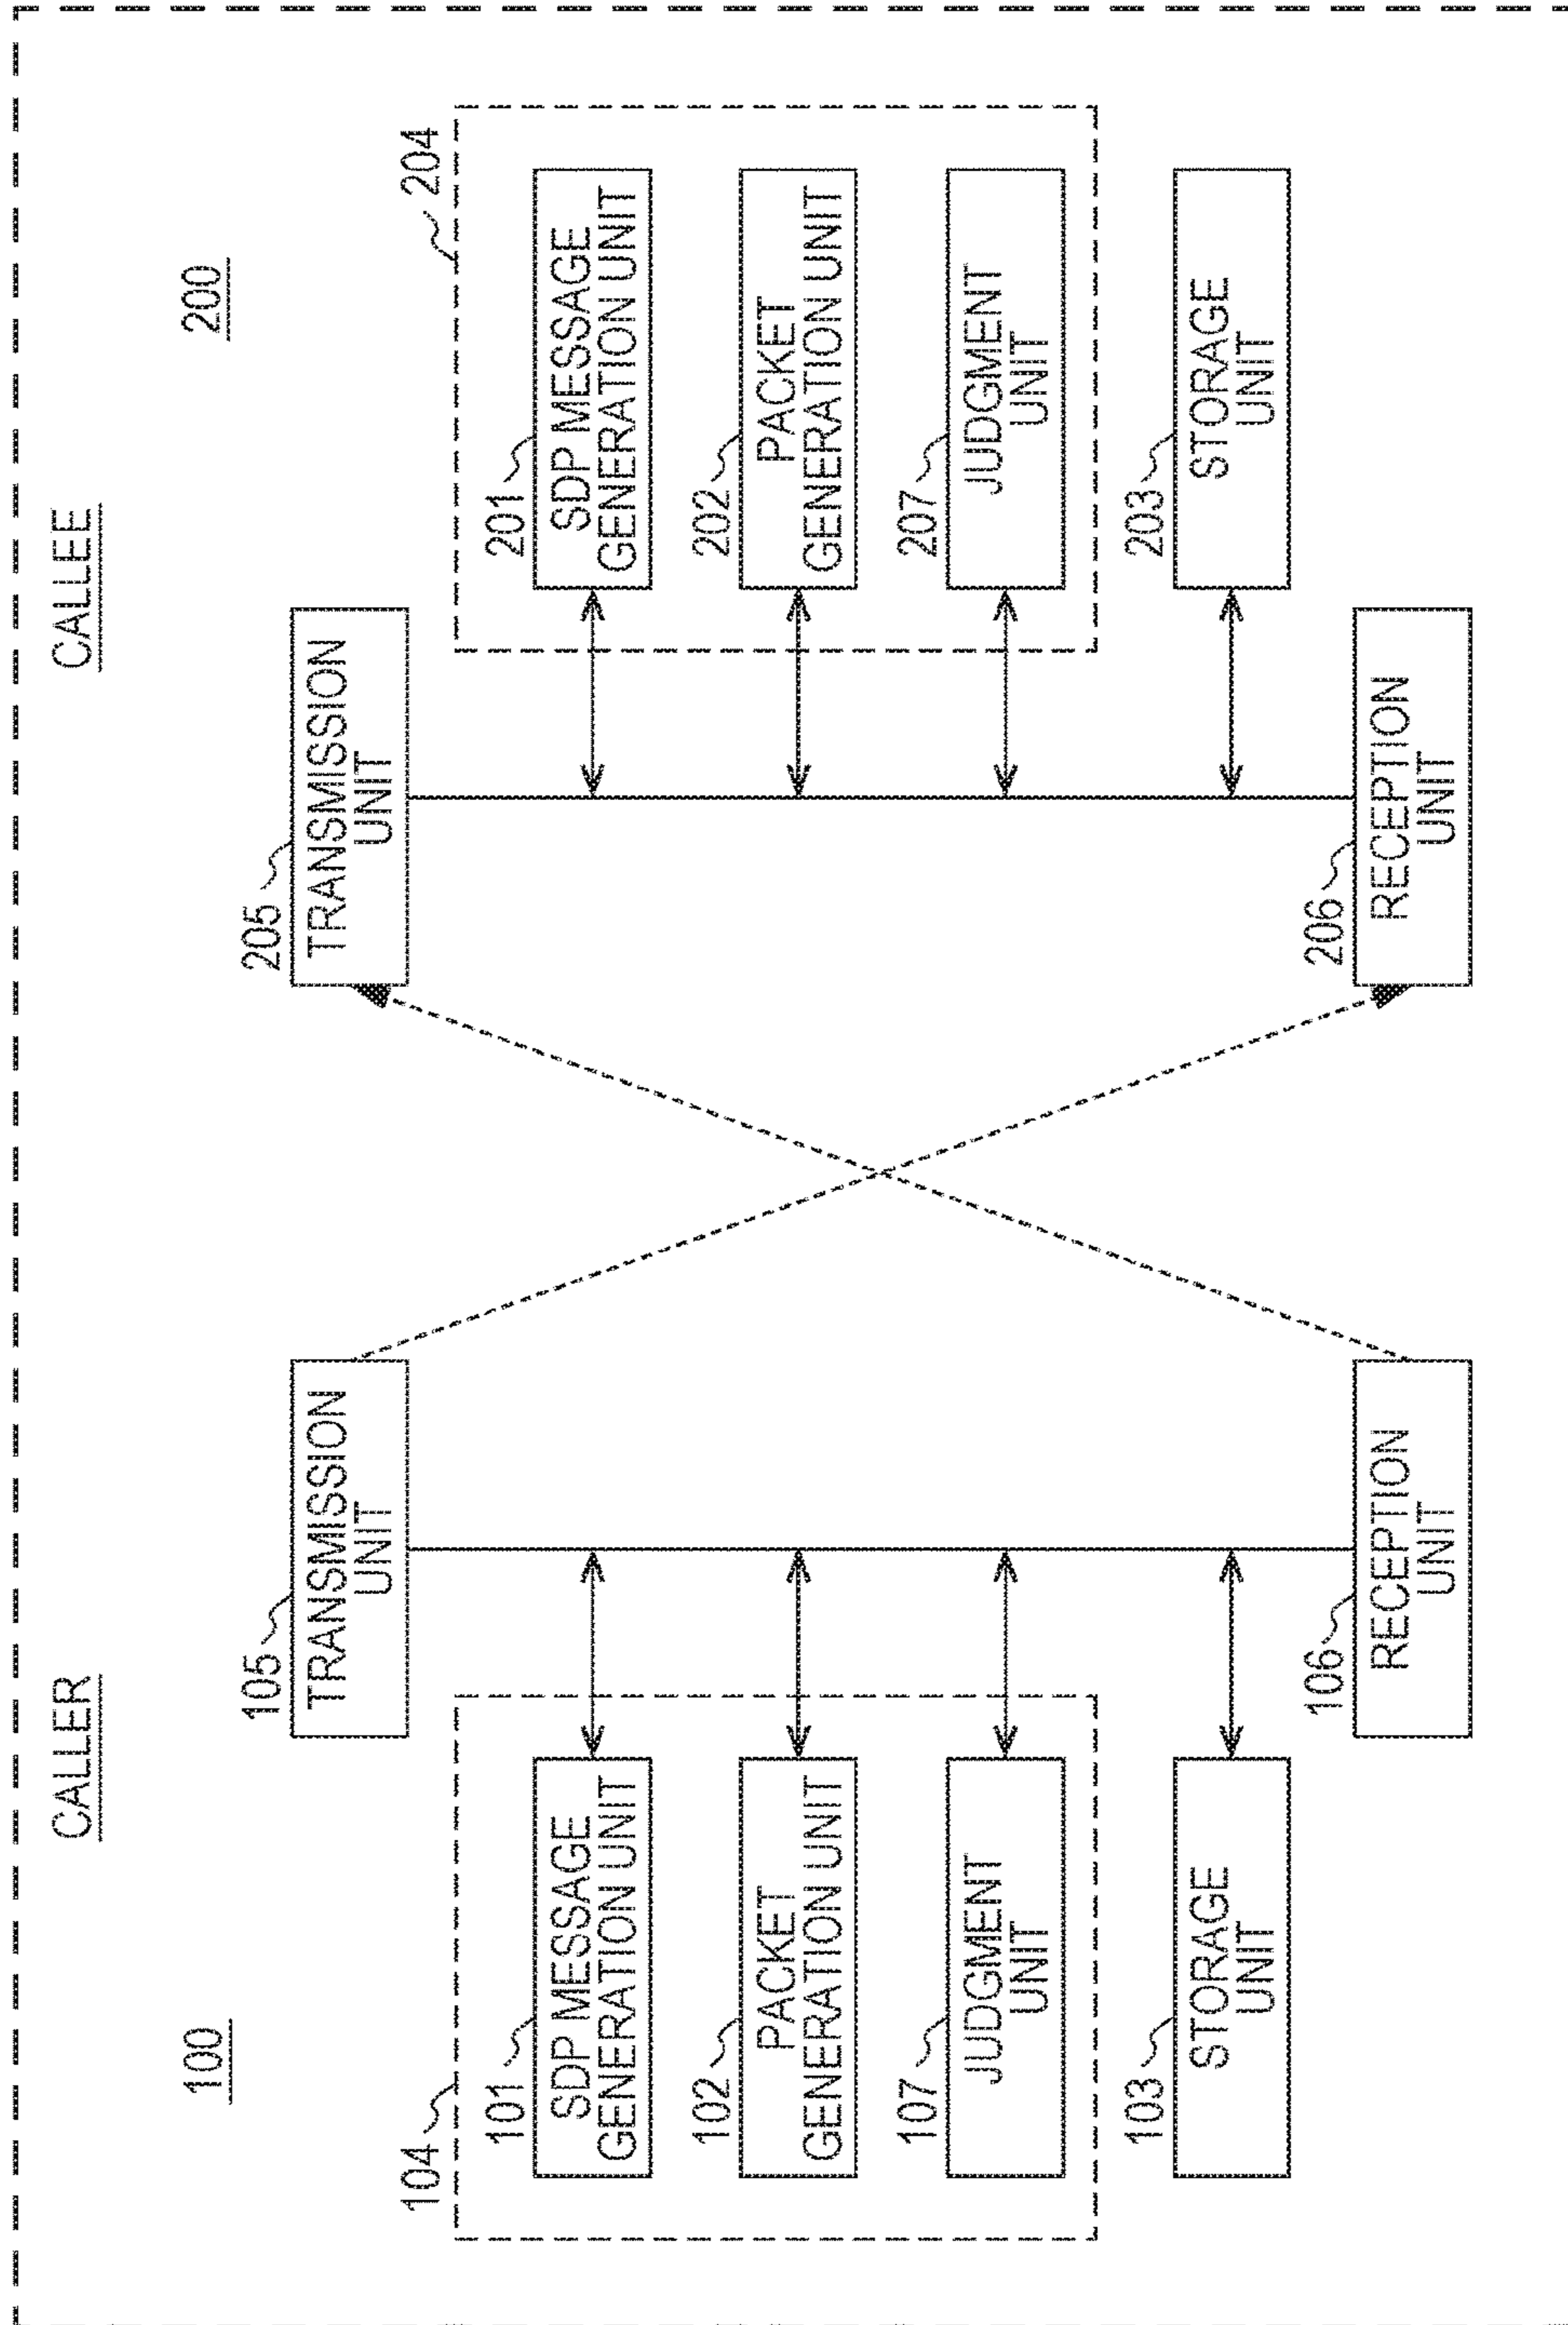 CALLER
CALLEE
100
200
105
TRANSMISSION
UNIT
205
TRANSMISSION
UNIT
104
204
101
SDP MESSAGE
GENERATION UNIT
201
SDP MESSAGE
GENERATION UNIT
102
PACKET
GENERATION UNIT
202
PACKET
GENERATION UNIT
107
JUDGMENT
UNIT
207
JUDGMENT
UNIT
103
STORAGE
UNIT
203
STORAGE
UNIT
106
RECEPTION
UNIT
206
RECEPTION
UNIT